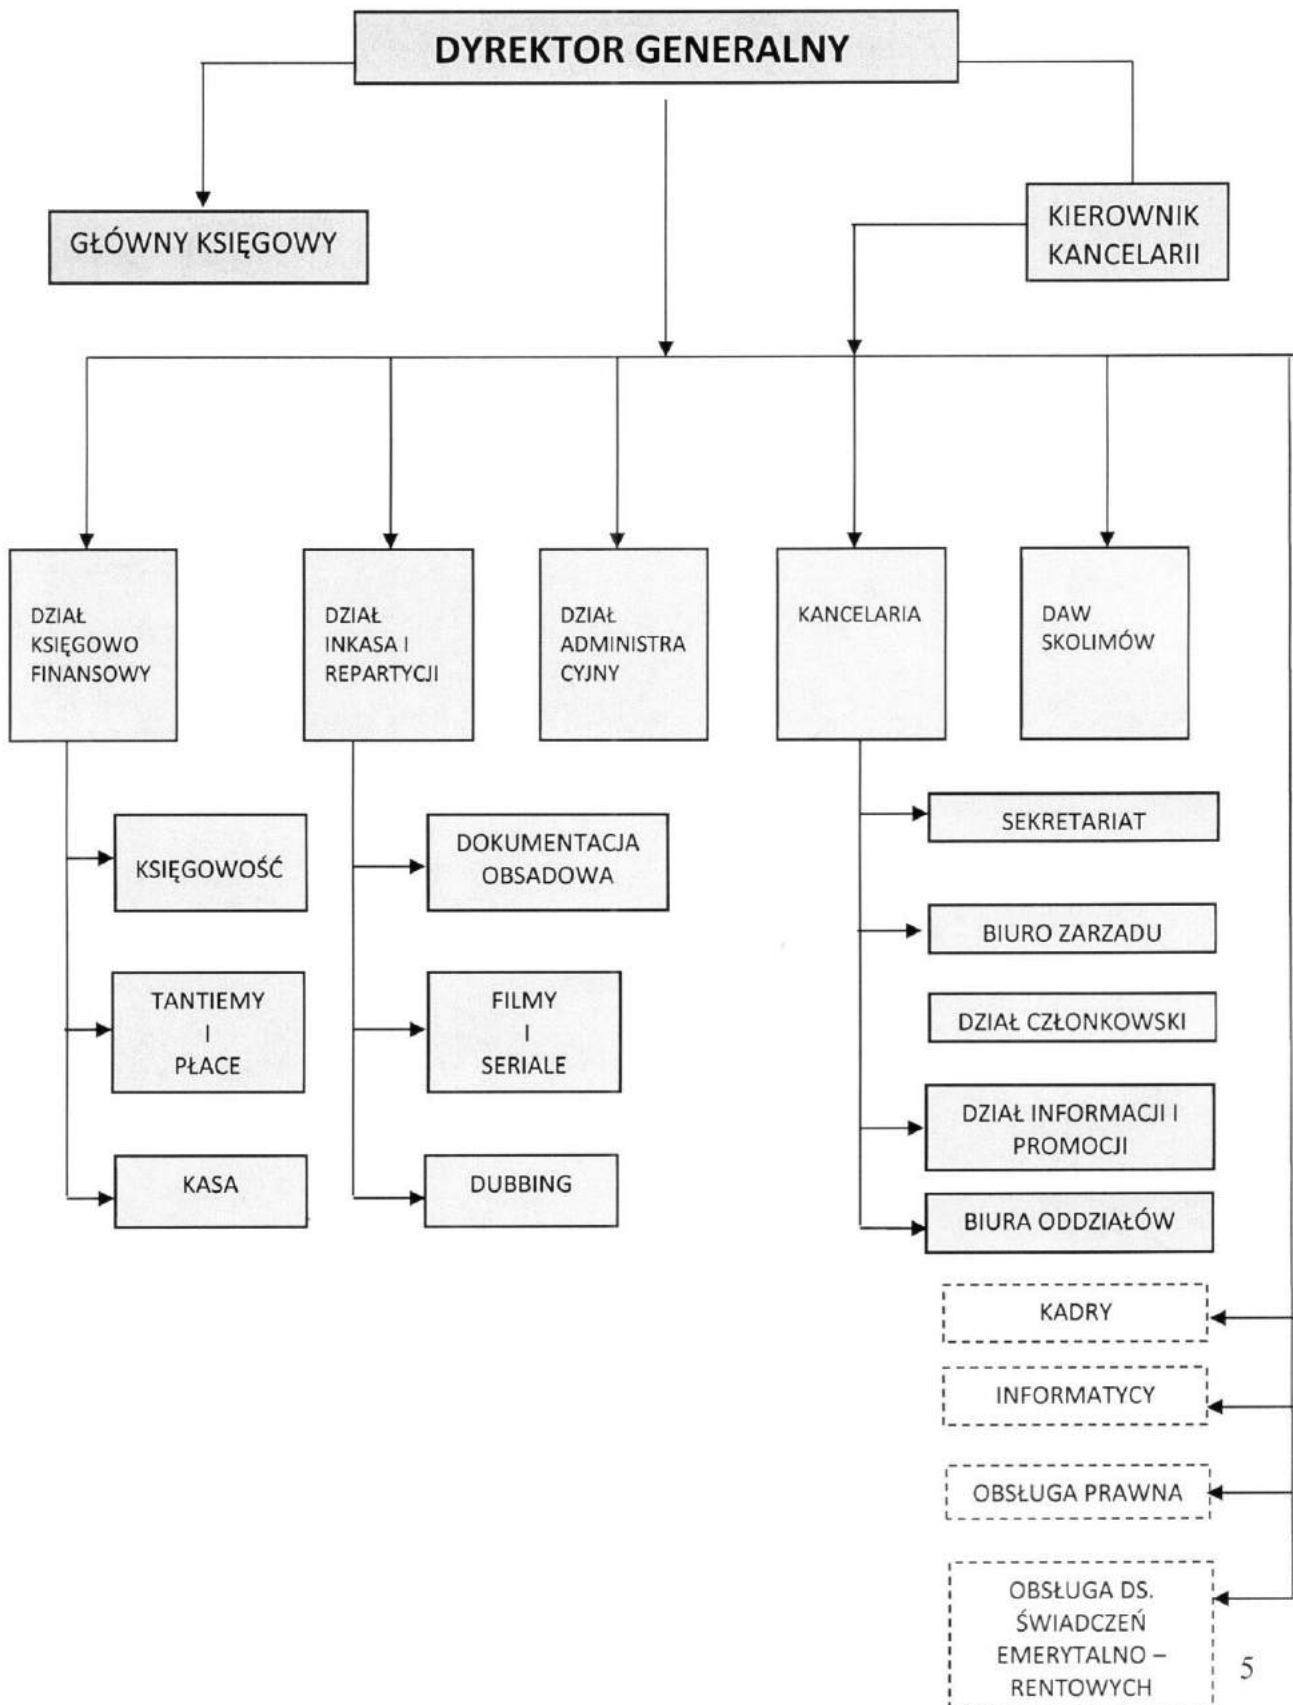 DYREKTOR GENERALNY
GŁÓWNY KSIĘGOWY
KIEROWNIK
KANCELARII
DZIAŁ
KSIĘGOWO
FINANSOWY
DZIAŁ
INKASA I
REPARTYCJI
DZIAŁ
ADMINISTRA
CYJNY
KANCELARIA
DAW
SKOLIMÓW
KSIĘGOWOŚĆ
TANTIEMY
I
PŁACE
KASA
DOKUMENTACJA
OBSADOWA
FILMY
I
SERIALE
DUBBING
SEKRETARIAT
BIURO ZARZADU
DZIAŁ CZŁONKOWSKI
DZIAŁ INFORMACJI I
PROMOCJI
BIURA ODDZIAŁÓW
KADRY
INFORMATYCY
OBSŁUGA PRAWNA
OBSŁUGA DS.
ŚWIADCZEŃ
EMERYTALNO –
RENTOWYCH
5